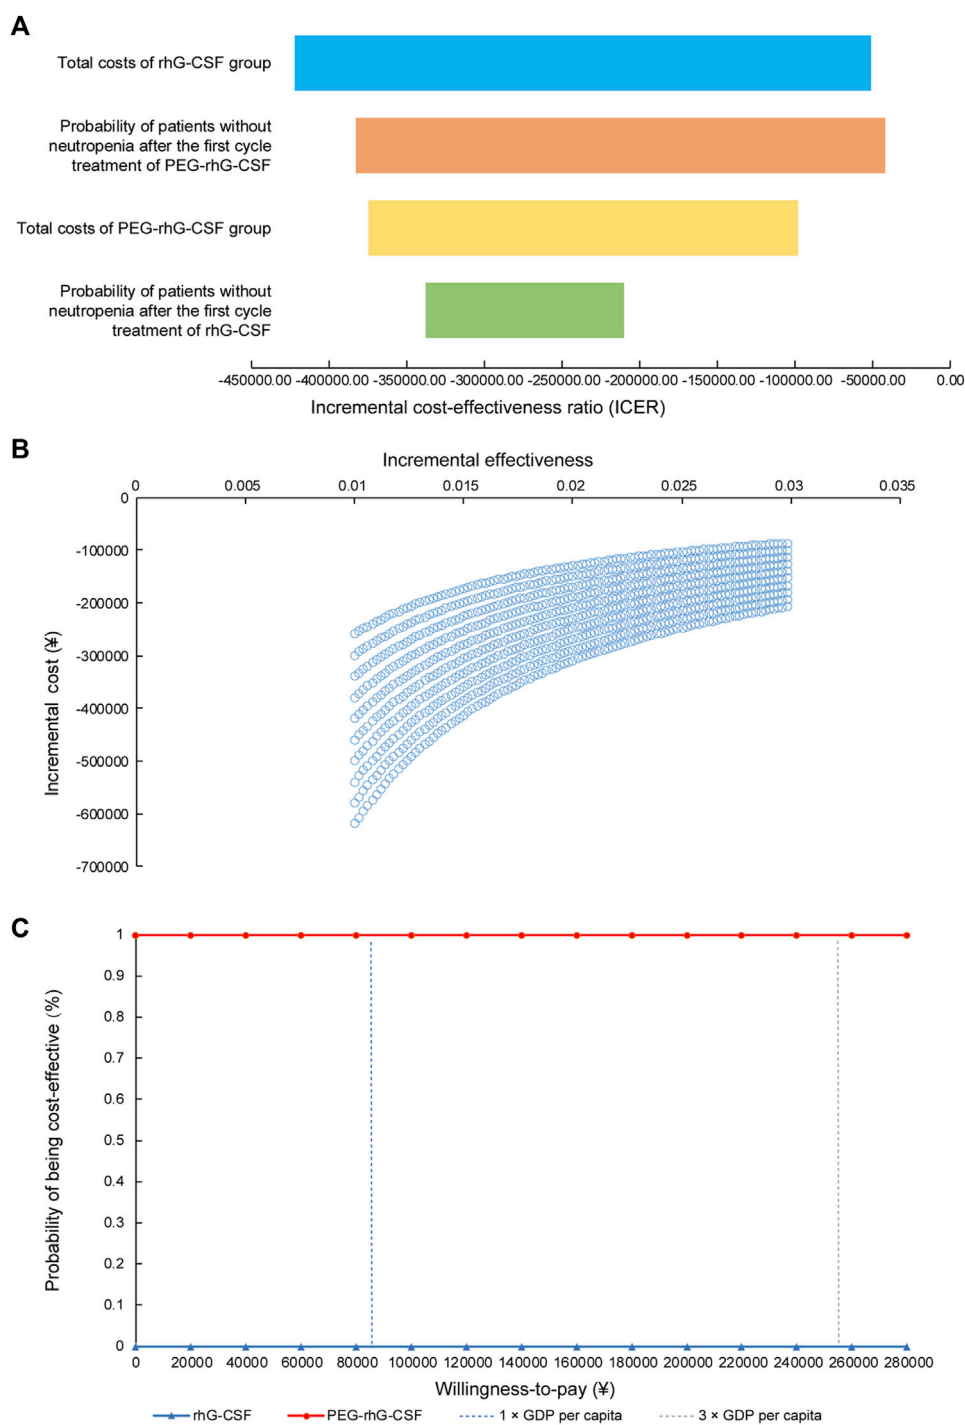 A
Total costs of rhG-CSF group
Probability of patients without
neutropenia after the first cycle
treatment of PEG-rhG-CSF
Total costs of PEG-rhG-CSF group
Probability of patients without
neutropenia after the first cycle
treatment of rhG-CSF
-450000.00 -400000.00 -350000.00 -300000.00 -250000.00 -200000.00 -150000.00 -100000.00 -50000.00 0.00
Incremental cost-effectiveness ratio (ICER)
B
Incremental effectiveness
0 0.005 0.01 0.015 0.02 0.025 0.03 0.035
0
-100000
-200000
-300000
-400000
-500000
-600000
-700000
Incremental cost (¥)
C
1
0.9
0.8
0.7
0.6
0.5
0.4
0.3
0.2
0.1
0
Probability of being cost-effective (%)
0 20000 40000 60000 80000 100000 120000 140000 160000 180000 200000 220000 240000 260000 280000
Willingness-to-pay (¥)
rhG-CSF PEG-rhG-CSF 1 × GDP per capita 3 × GDP per capita